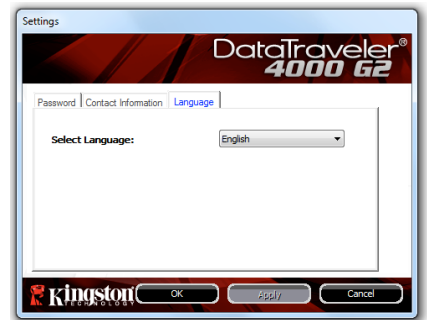 Settings
DataTraveler®
4000 G2
Password Contact Information Language
Select Language: English
Kingston OK Apply Cancel
TECHNOLOGY